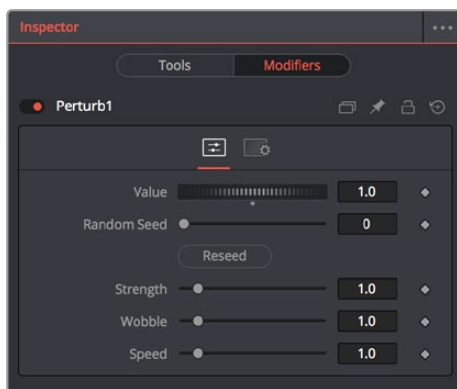 Inspector
Tools Modifiers
Perturb1
Value 1.0
Random Seed 0
Reseed
Strength 1.0
Wobble 1.0
Speed 1.0